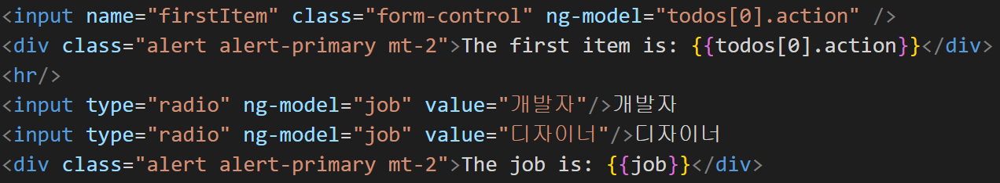 <input name="firstItem" class="form-control" ng-model="todos[0].action" />
<div class="alert alert-primary mt-2">The first item is: {{todos[0].action}}</div>
<hr/>
<input type="radio" ng-model="job" value="개발자"/>개발자
<input type="radio" ng-model="job" value="디자이너"/>디자이너
<div class="alert alert-primary mt-2">The job is: {{job}}</div>